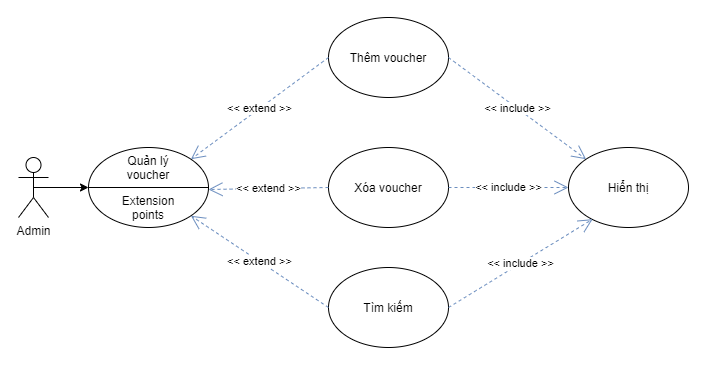 Thêm voucher
<< extend >>
<< include >>
Quản lý
voucher
Extension
points
<< extend >>
Xóa voucher
<< include >>
Hiển thị
Admin
<< extend >>
<< include >>
Tìm kiếm